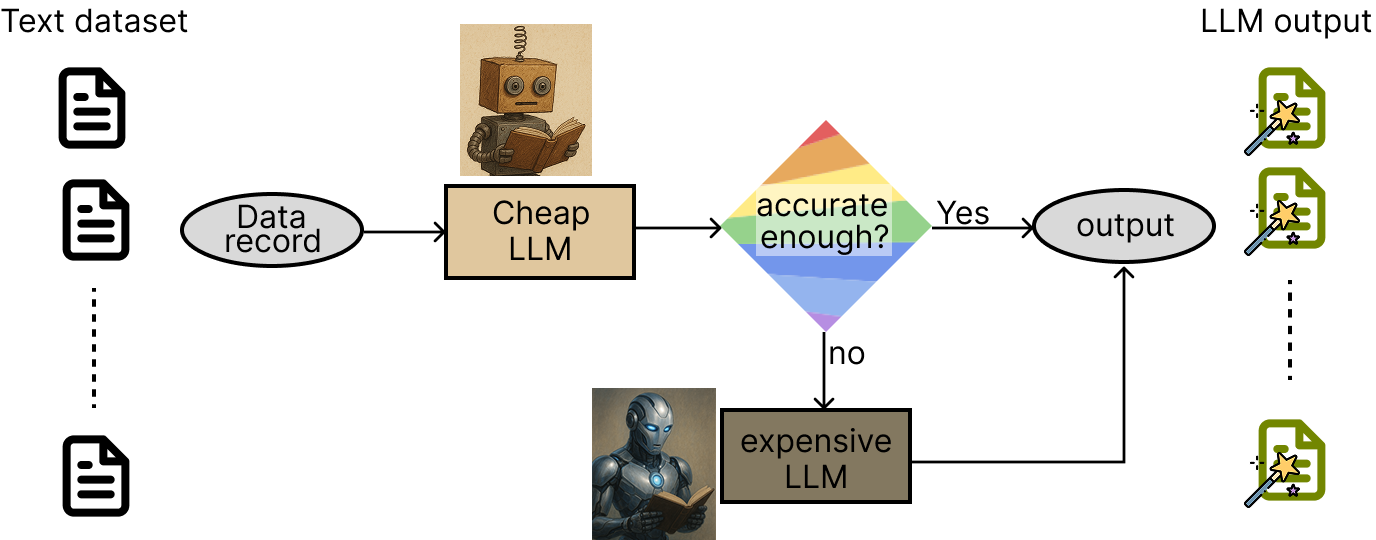 Text dataset
LLM output
Data
record
Cheap
LLM
accurate
enough?
Yes
output
no
expensive
LLM